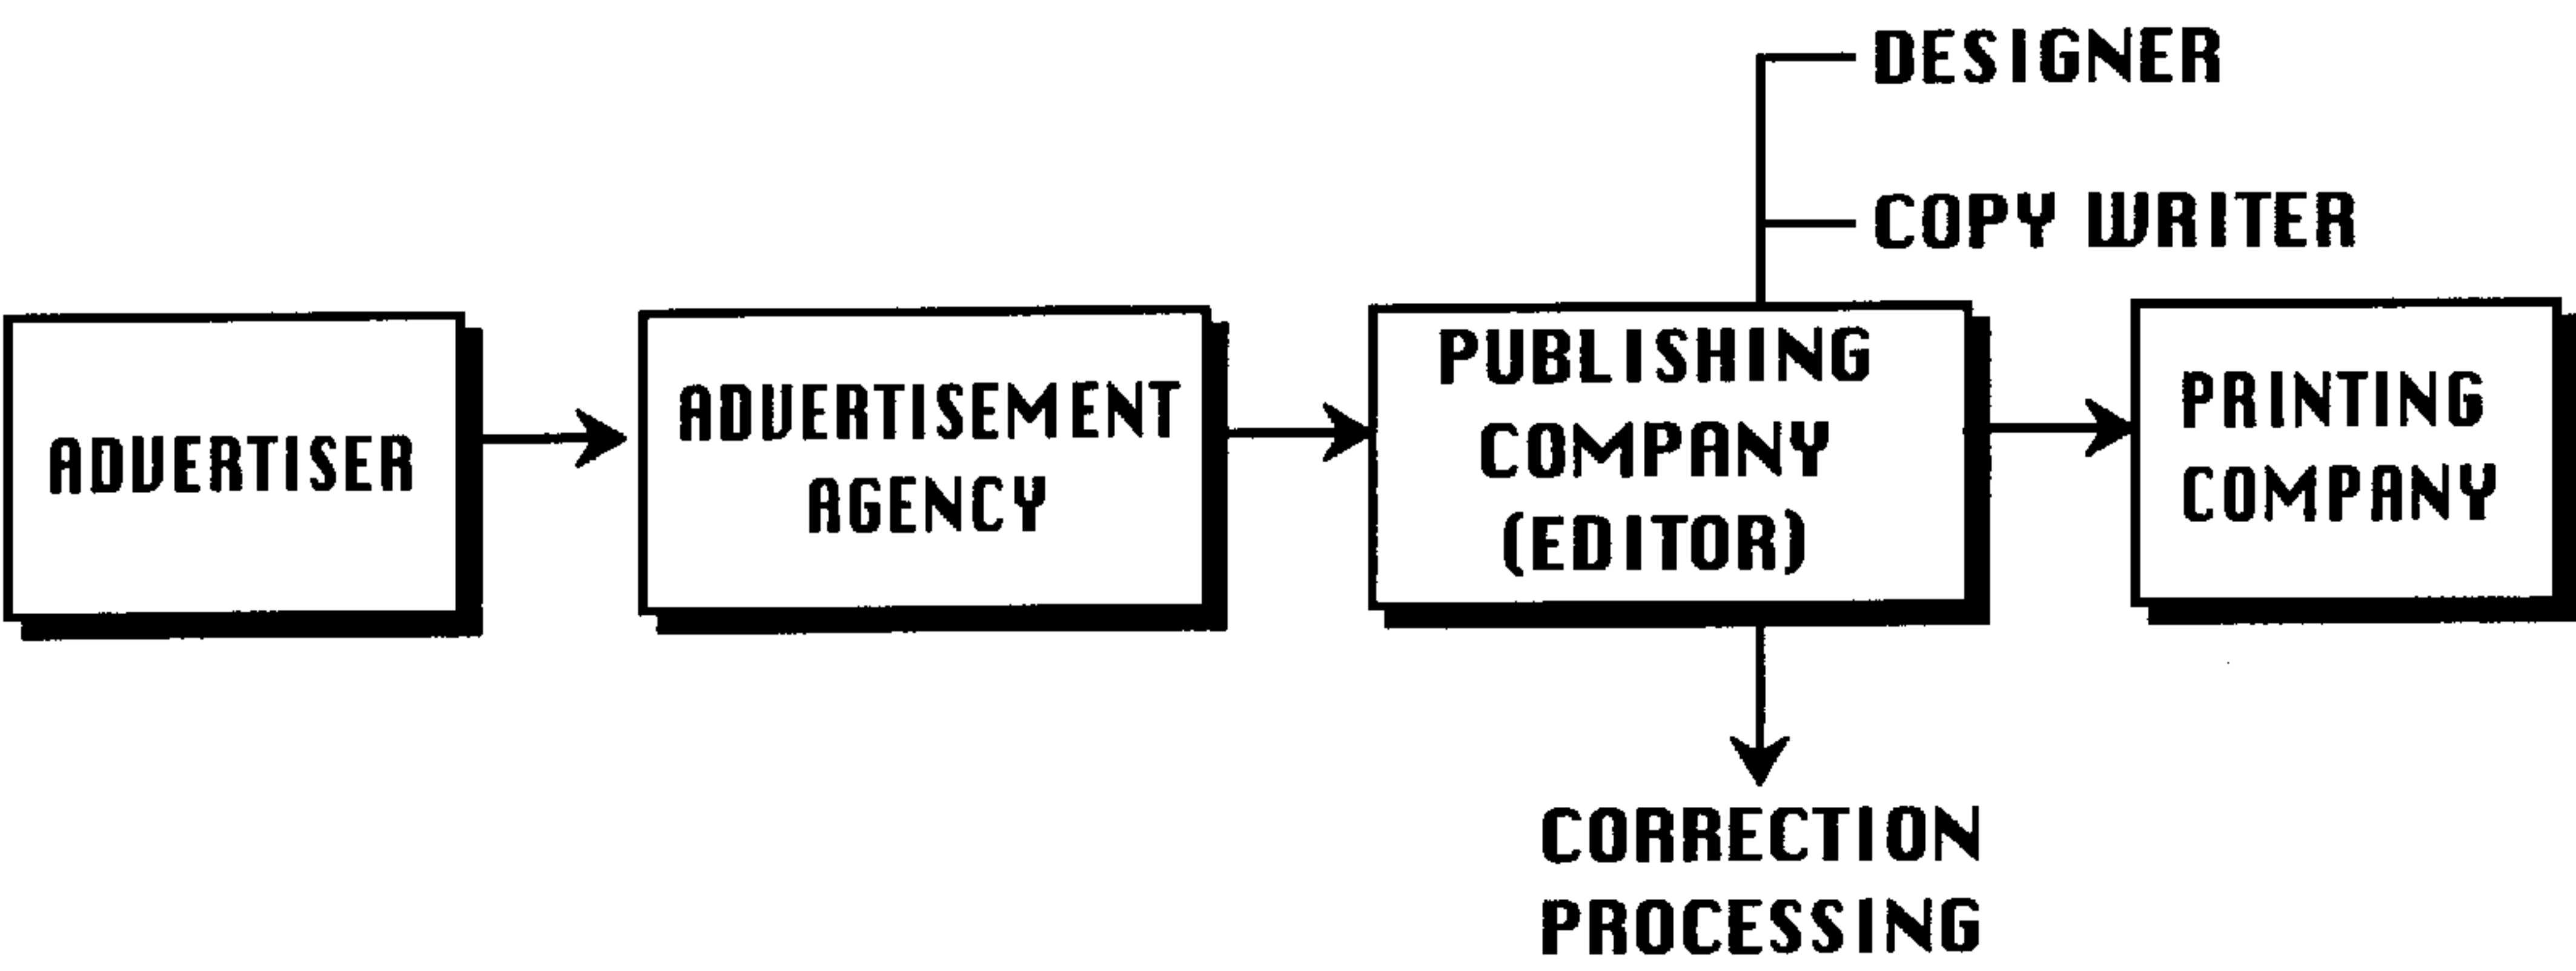 DESIGNER
COPY WRITER
ADVERTISER
ADVERTISEMENT
AGENCY
PUBLISHING
COMPANY
(EDITOR)
PRINTING
COMPANY
CORRECTION
PROCESSING